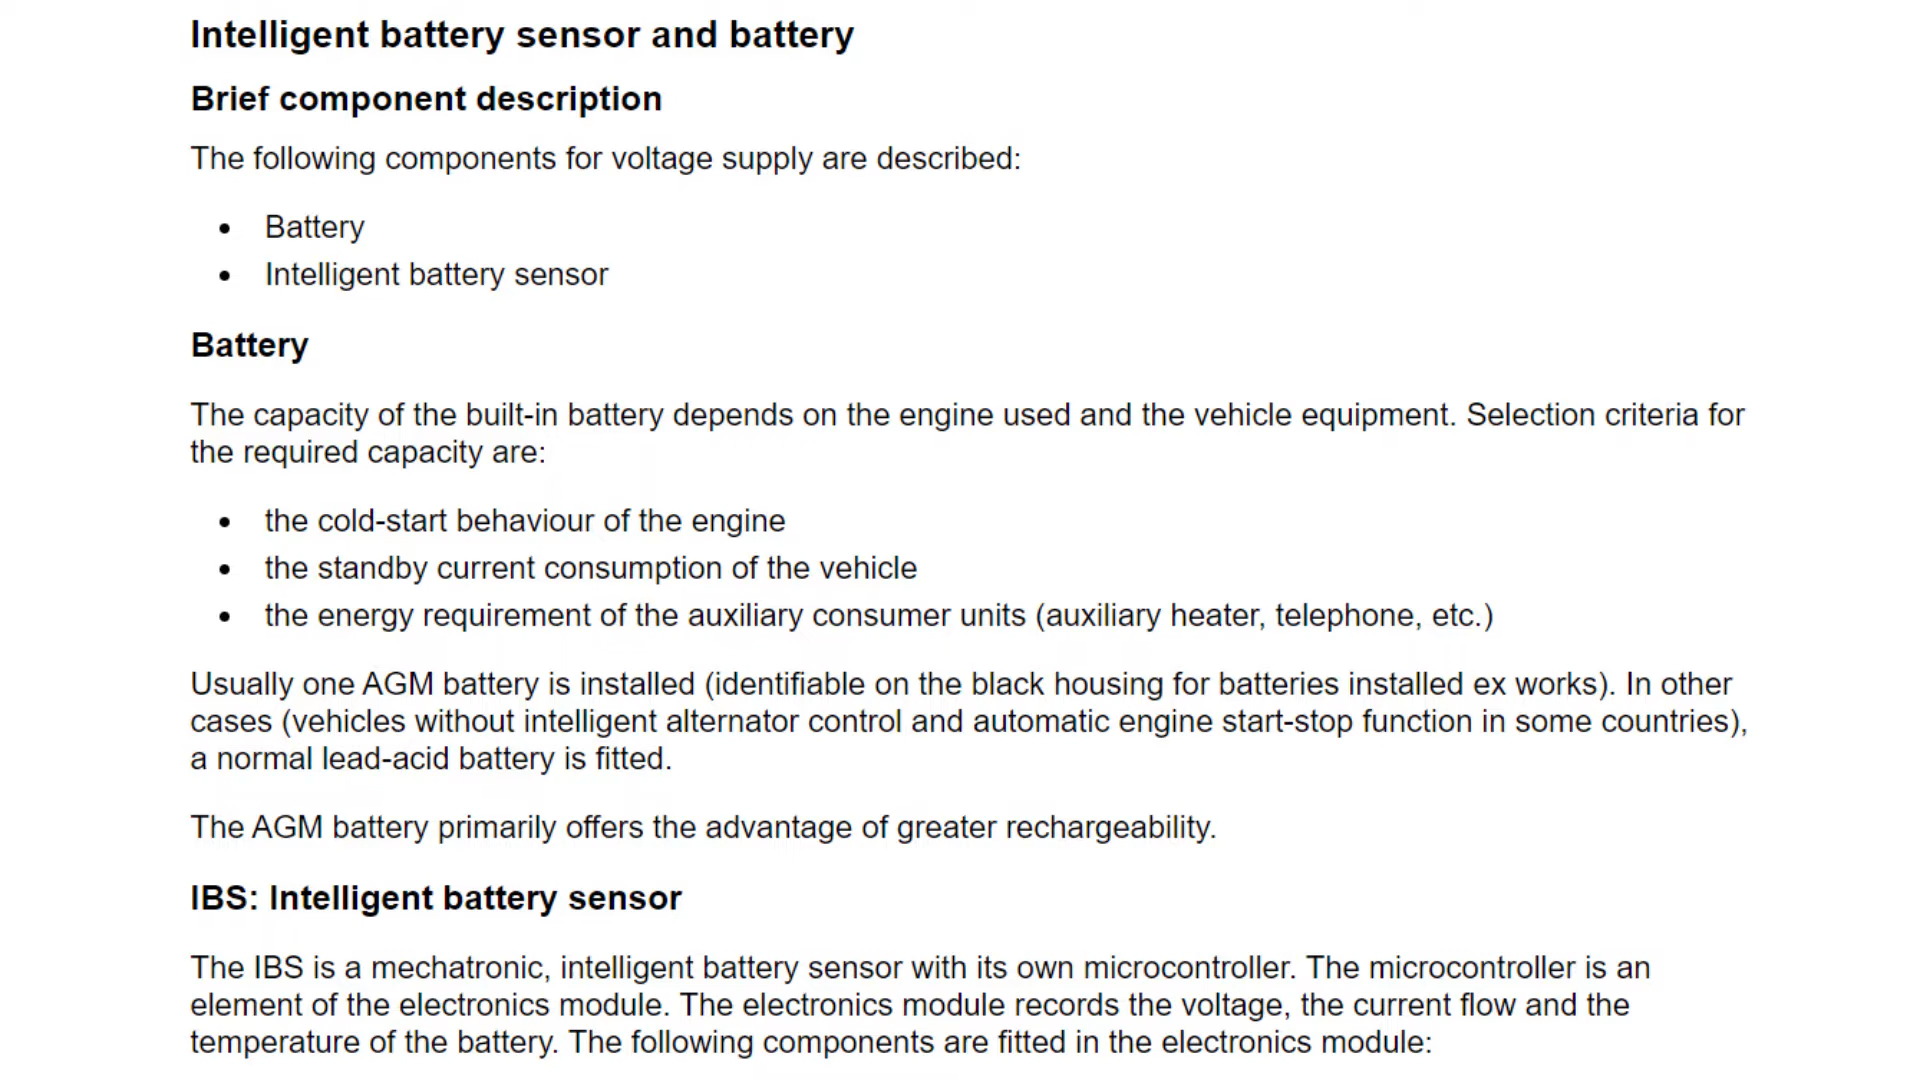 Intelligent battery sensor and battery
Brief component description
The following components for voltage supply are described:
• Battery
• Intelligent battery sensor
Battery
The capacity of the built-in battery depends on the engine used and the vehicle equipment. Selection criteria for
the required capacity are:
• the cold-start behaviour of the engine
• the standby current consumption of the vehicle
• the energy requirement of the auxiliary consumer units (auxiliary heater, telephone, etc.)
Usually one AGM battery is installed (identifiable on the black housing for batteries installed ex works). In other
cases (vehicles without intelligent alternator control and automatic engine start-stop function in some countries),
a normal lead-acid battery is fitted.
The AGM battery primarily offers the advantage of greater rechargeability.
IBS: Intelligent battery sensor
The IBS is a mechatronic, intelligent battery sensor with its own microcontroller. The microcontroller is an
element of the electronics module. The electronics module records the voltage, the current flow and the
temperature of the battery. The following components are fitted in the electronics module: